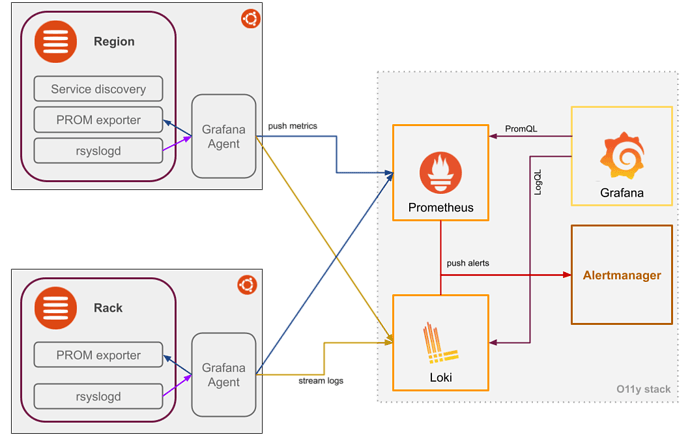 Region
Service discovery
PROM exporter
rsyslogd
Grafana
Agent
push metrics
PromQL
LogQL
Prometheus
Grafana
push alerts
Alertmanager
Loki
O11y stack
Rack
PROM exporter
rsyslogd
Grafana
Agent
stream logs